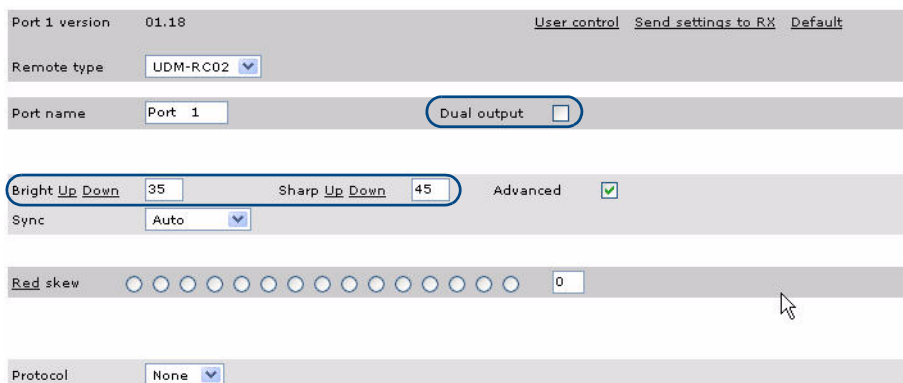 Port 1 version 01.18 User control Send settings to RX Default
Remote type UDM-RC02
Port name Port 1 Dual output
Bright Up Down 35 Sharp Up Down 45 Advanced
Sync Auto
Red skew 0
Protocol None